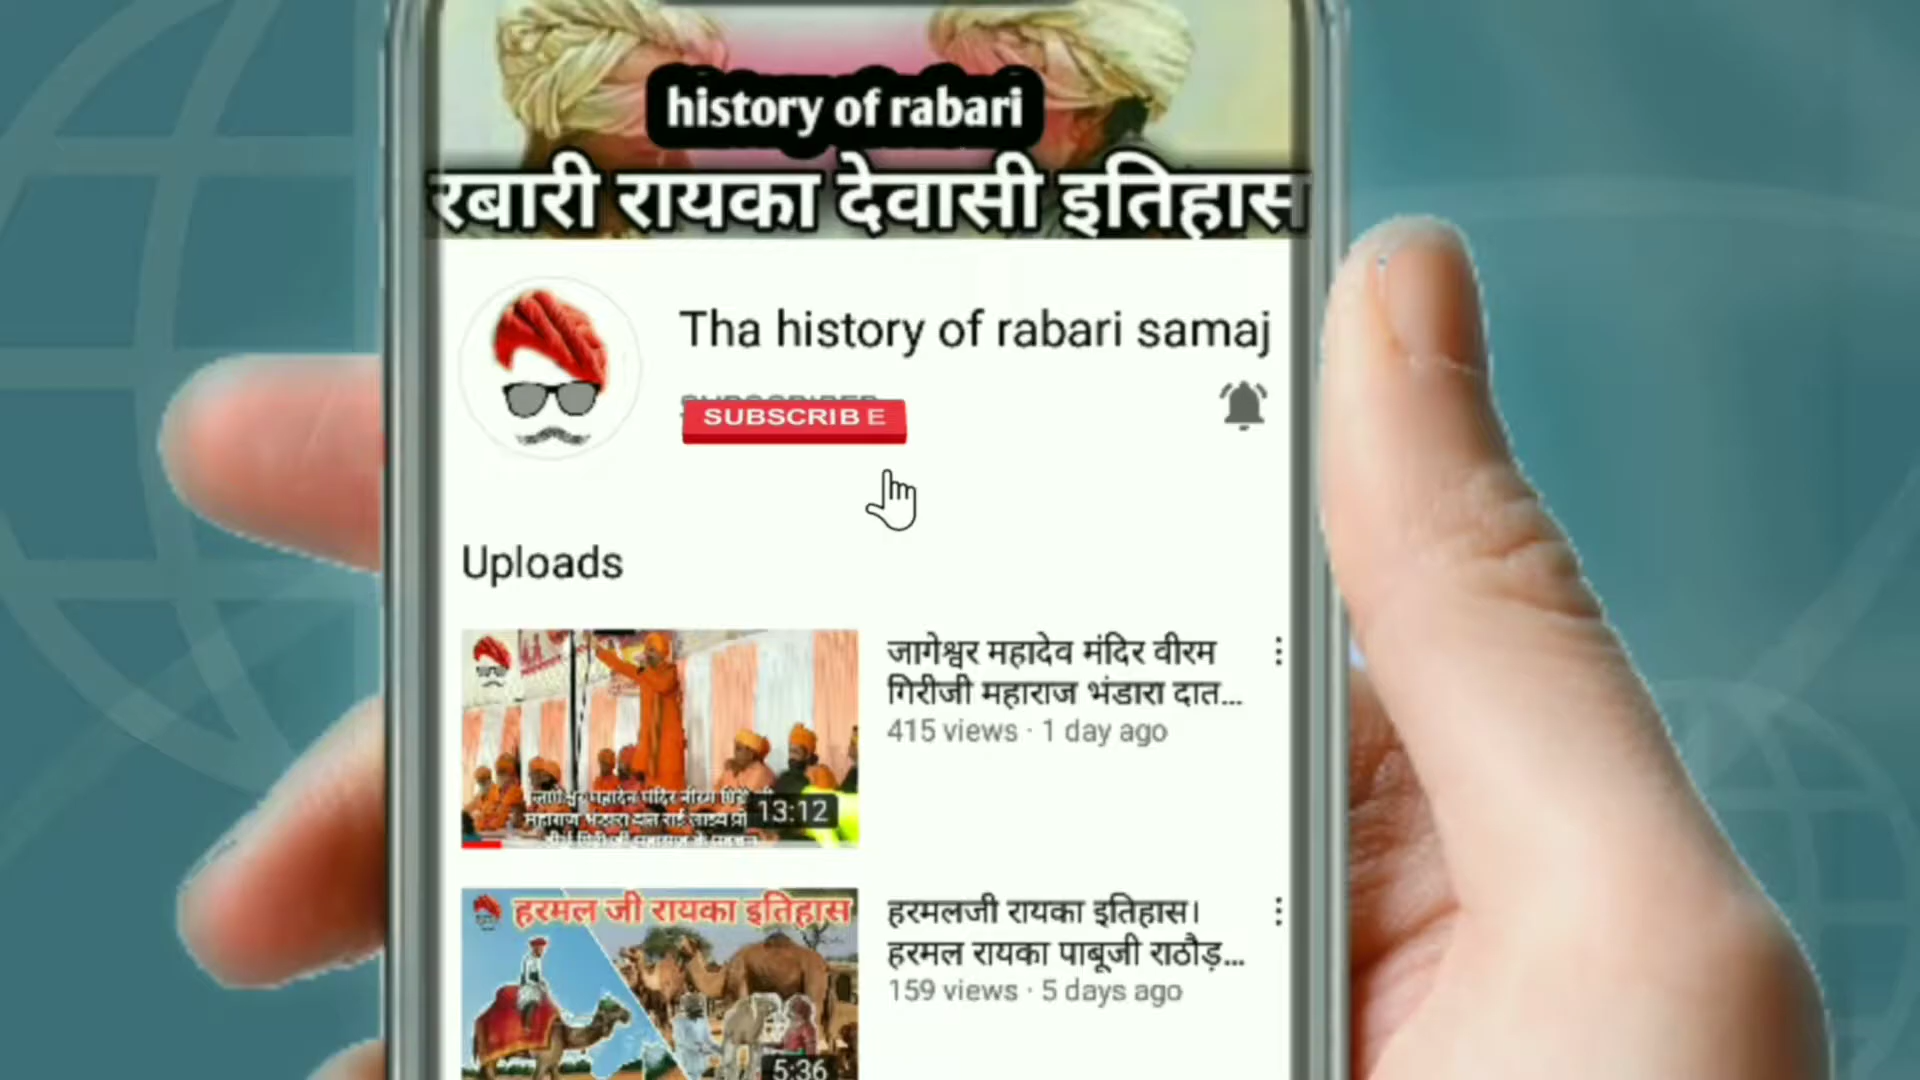 history of rabari
रबारी रायका देवासी इतिहास
Tha history of rabari samaj
SUBSCRIBE
Uploads
जागेश्वर महादेव मंदिर वीरम
गिरीजी महाराज भंडारा दात...
415 views · 1 day ago
13:12
हरमल जी रायका इतिहास
हरमलजी रायका इतिहास।
हरमल रायका पाबूजी राठौड़...
159 views · 5 days ago
5:36